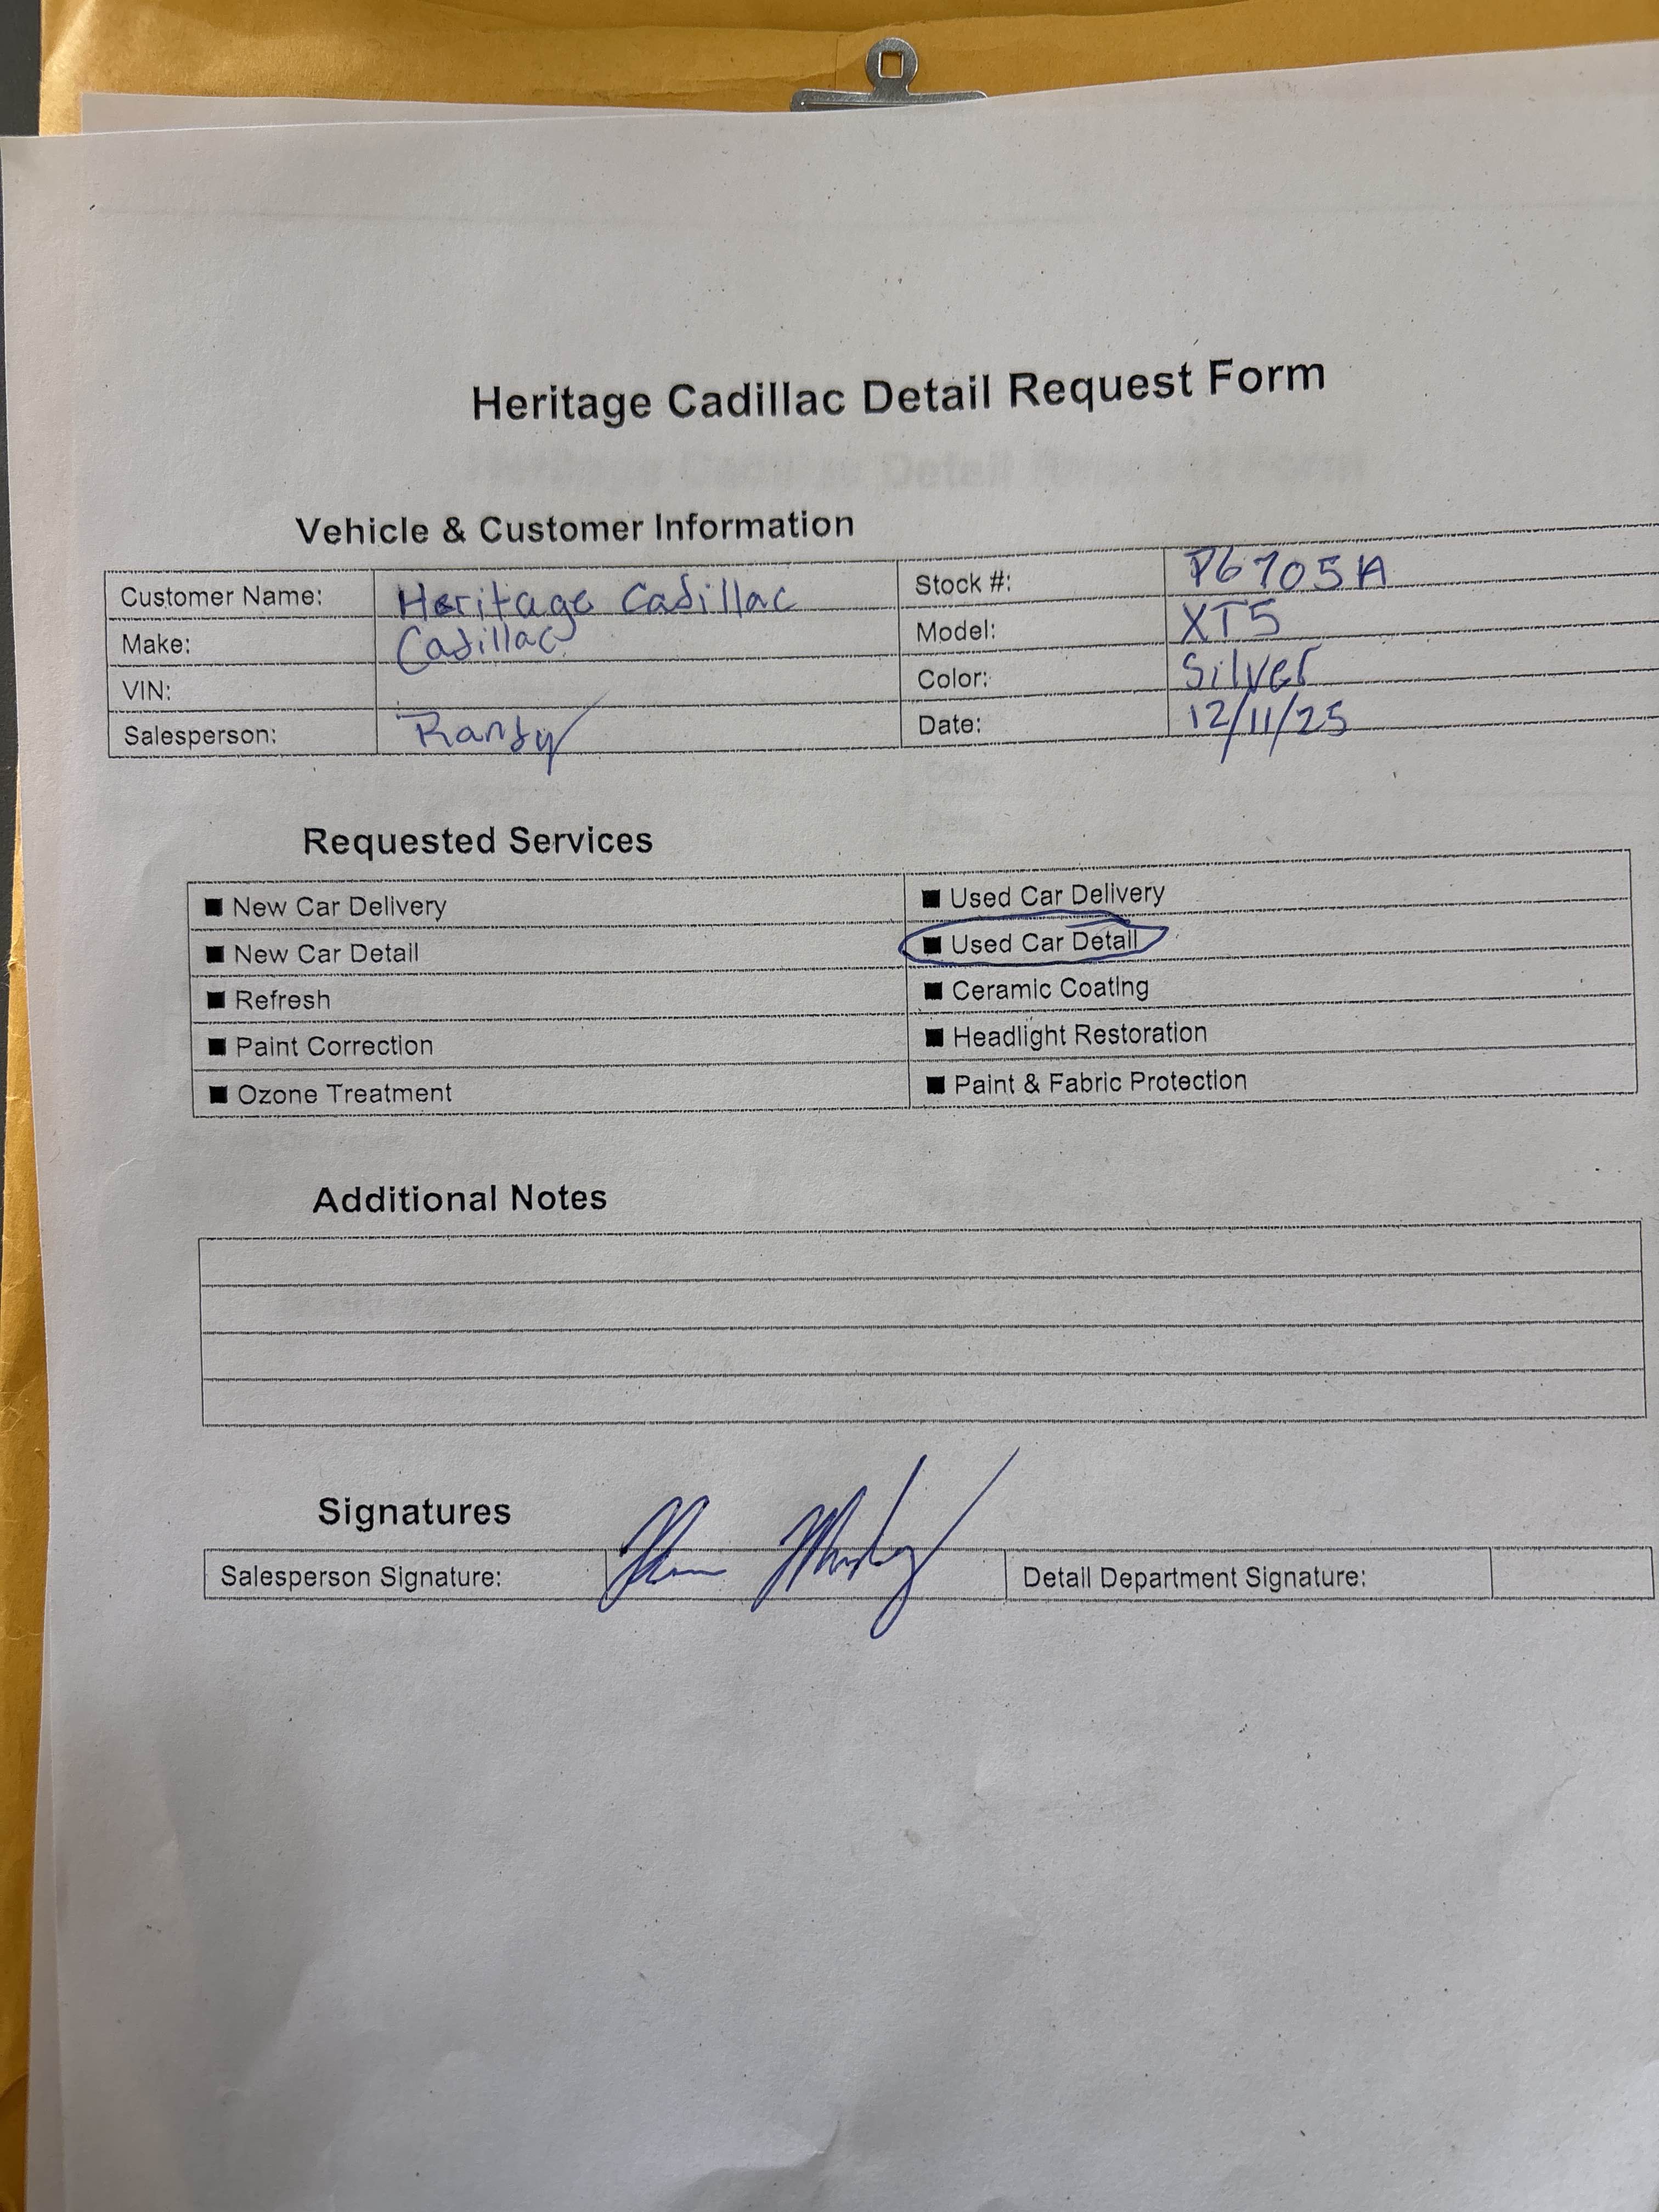 Heritage Cadillac Detail Request Form
Vehicle & Customer Information
Customer Name: Heritage Cadillac Stock #: P6705A
Make: Cadillac Model: XT5
VIN: Color: Silver
Salesperson: Randy Date: 12/11/25
Requested Services
■ New Car Delivery ■ Used Car Delivery
■ New Car Detail ■ Used Car Detail
■ Refresh ■ Ceramic Coating
■ Paint Correction ■ Headlight Restoration
■ Ozone Treatment ■ Paint & Fabric Protection
Additional Notes
Signatures
Salesperson Signature: Detail Department Signature: